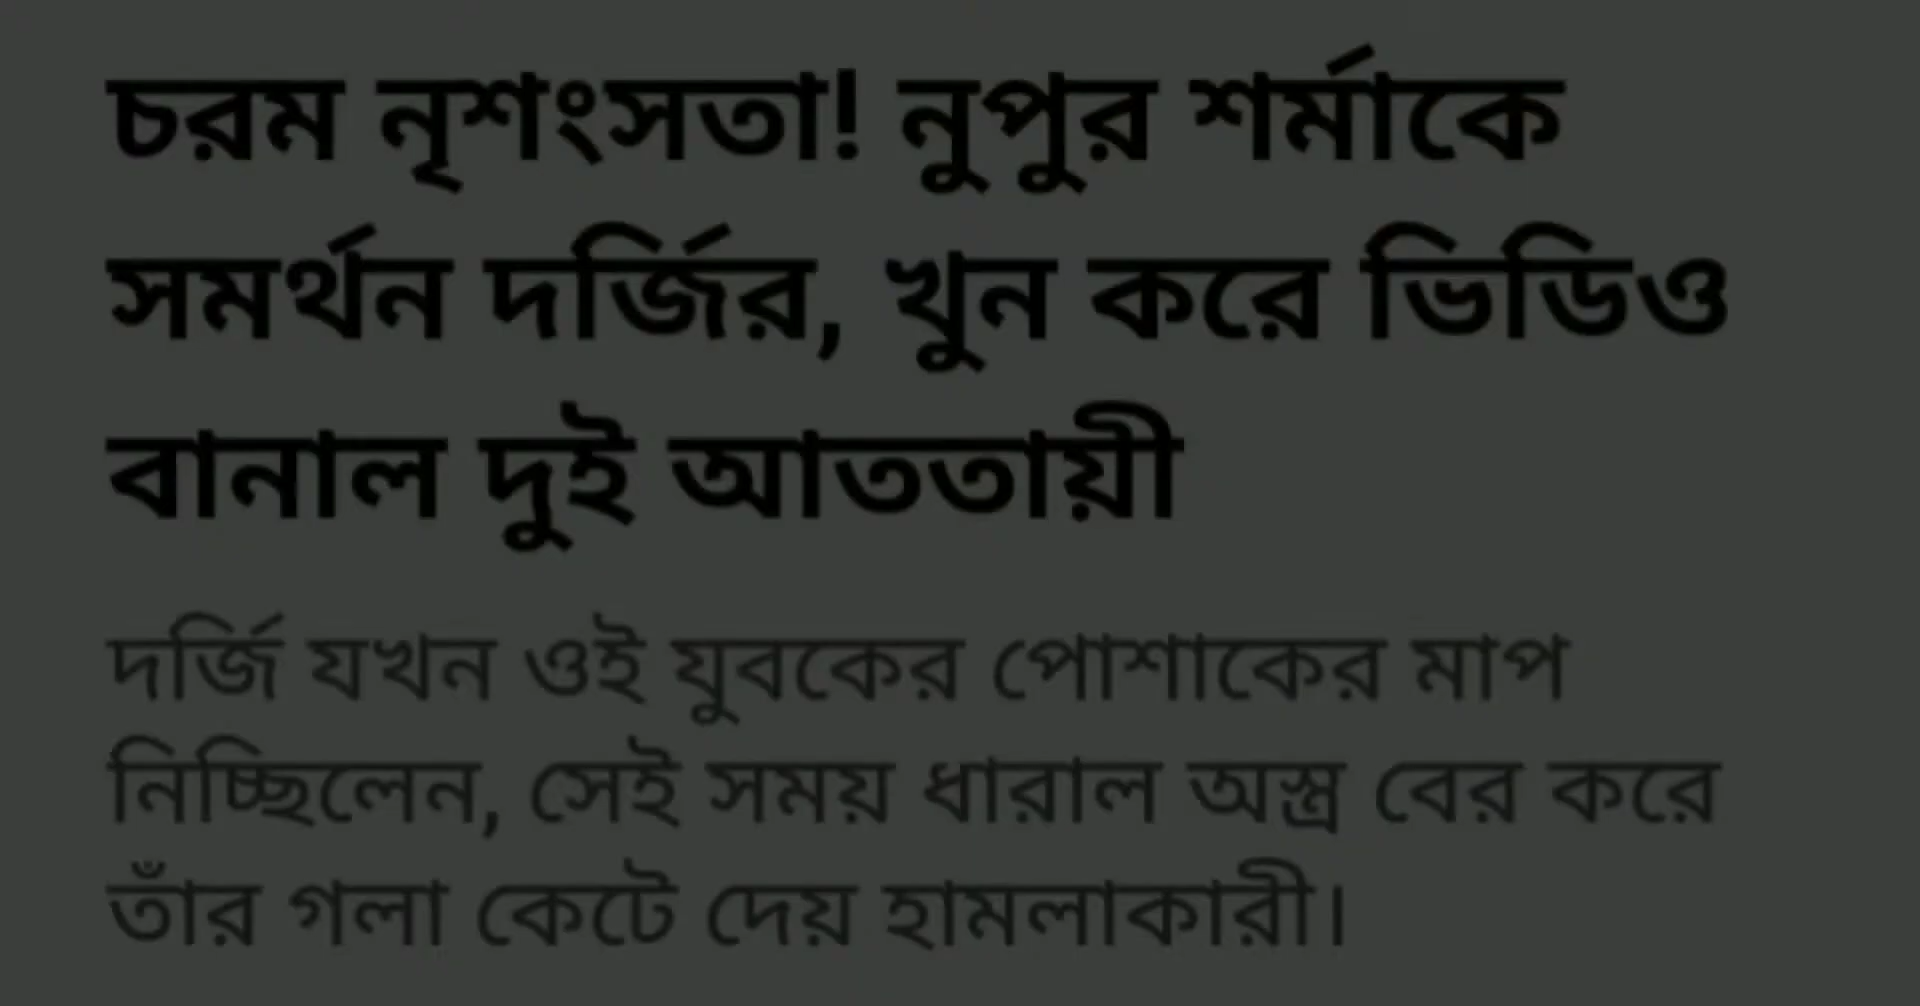 চরম নৃশংসতা! নুপুর শর্মাকে
সমর্থন দর্জির, খুন করে ভিডিও
বানাল দুই আততায়ী
দর্জি যখন ওই যুবকের পোশাকের মাপ
নিচ্ছিলেন, সেই সময় ধারাল অস্ত্র বের করে
তাঁর গলা কেটে দেয় হামলাকারী।